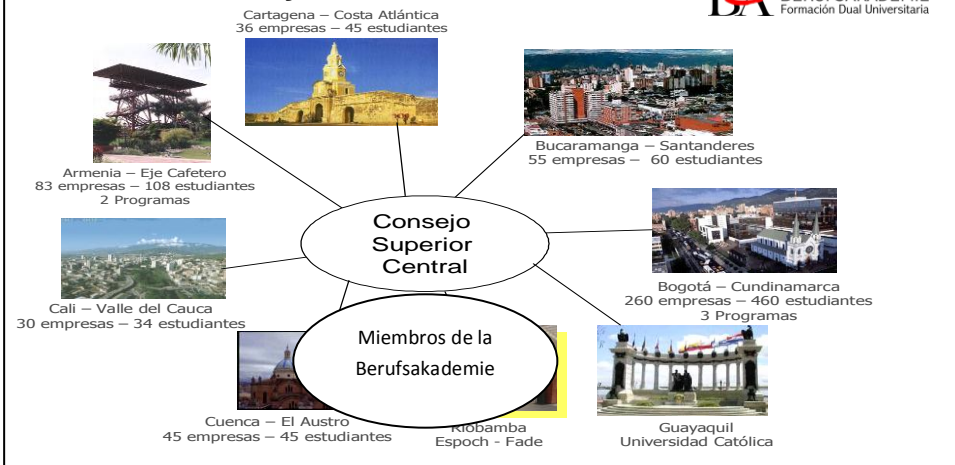 Cartagena – Costa Atlántica
36 empresas – 45 estudiantes
Formación Dual Universitaria
Bucaramanga – Santanderes
55 empresas – 60 estudiantes
Armenia – Eje Cafetero
83 empresas – 108 estudiantes
2 Programas
Consejo
Superior
Central
Bogotá – Cundinamarca
260 empresas – 460 estudiantes
3 Programas
Cali – Valle del Cauca
30 empresas – 34 estudiantes
Miembros de la
Berufsakademie
Cuenca – El Austro
45 empresas – 45 estudiantes
Riobamba
Espoch - Fade
Guayaquil
Universidad Católica